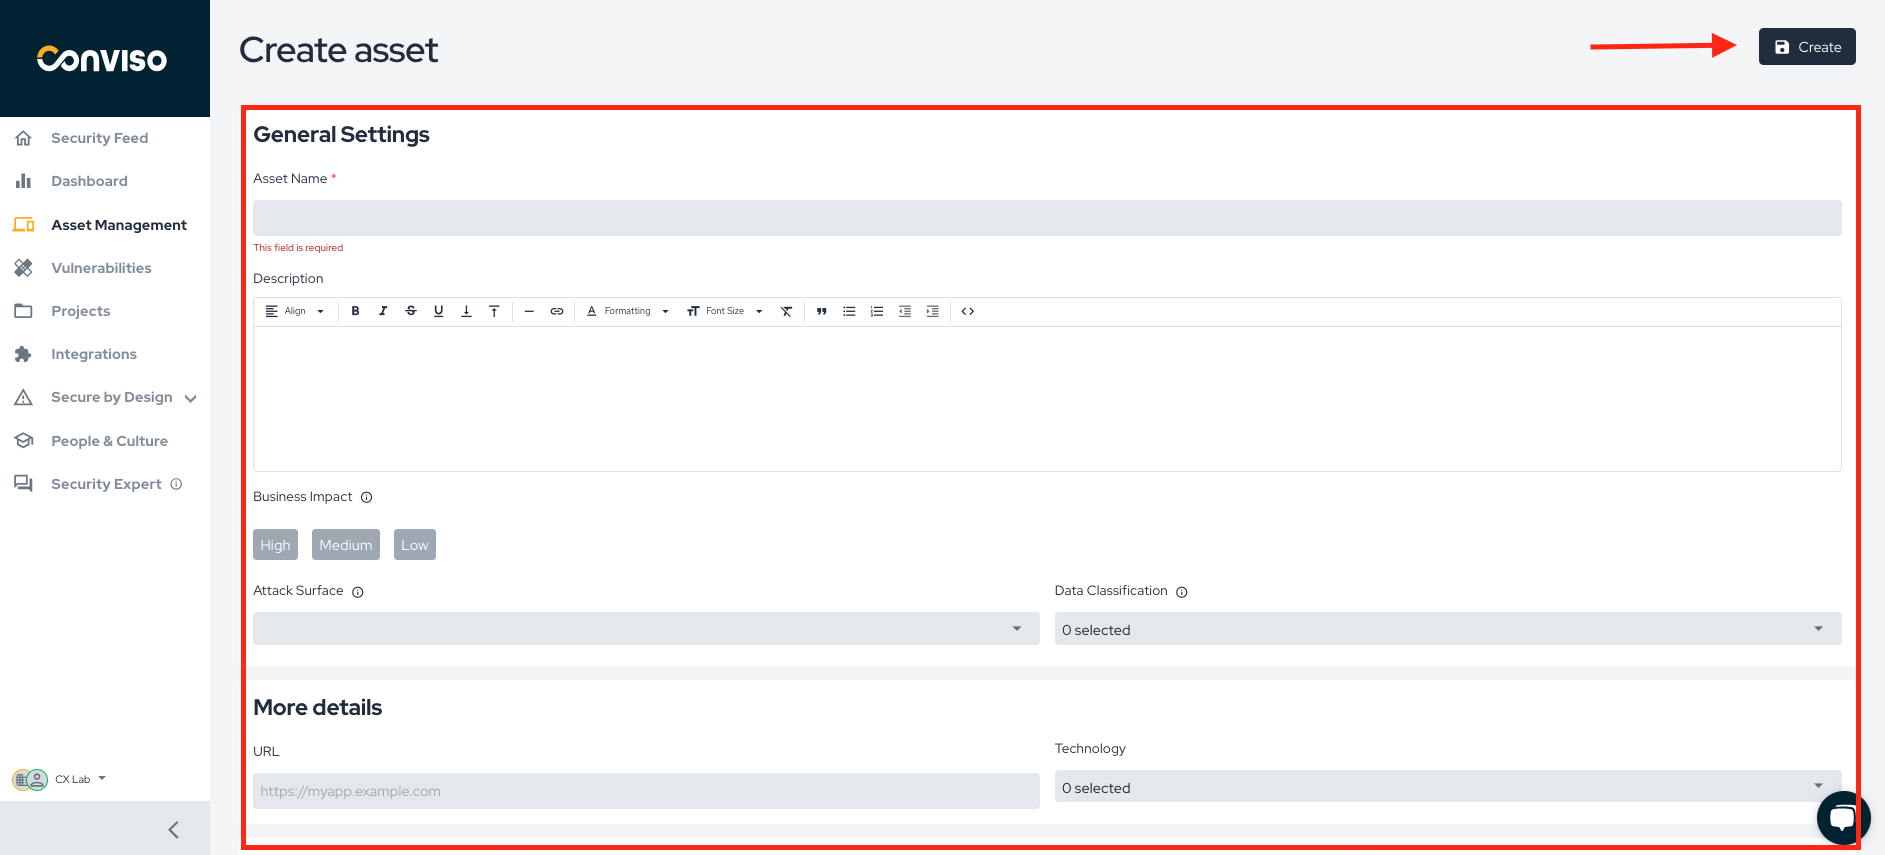 Conviso
Create asset
Create
Security Feed
Dashboard
Asset Management
Vulnerabilities
Projects
Integrations
Secure by Design
People & Culture
Security Expert
CX Lab
General Settings
Asset Name *
This field is required
Description
Align B I S U A Formatting Font Size
Business Impact
High Medium Low
Attack Surface Data Classification
0 selected
More details
URL Technology
https://myapp.example.com 0 selected